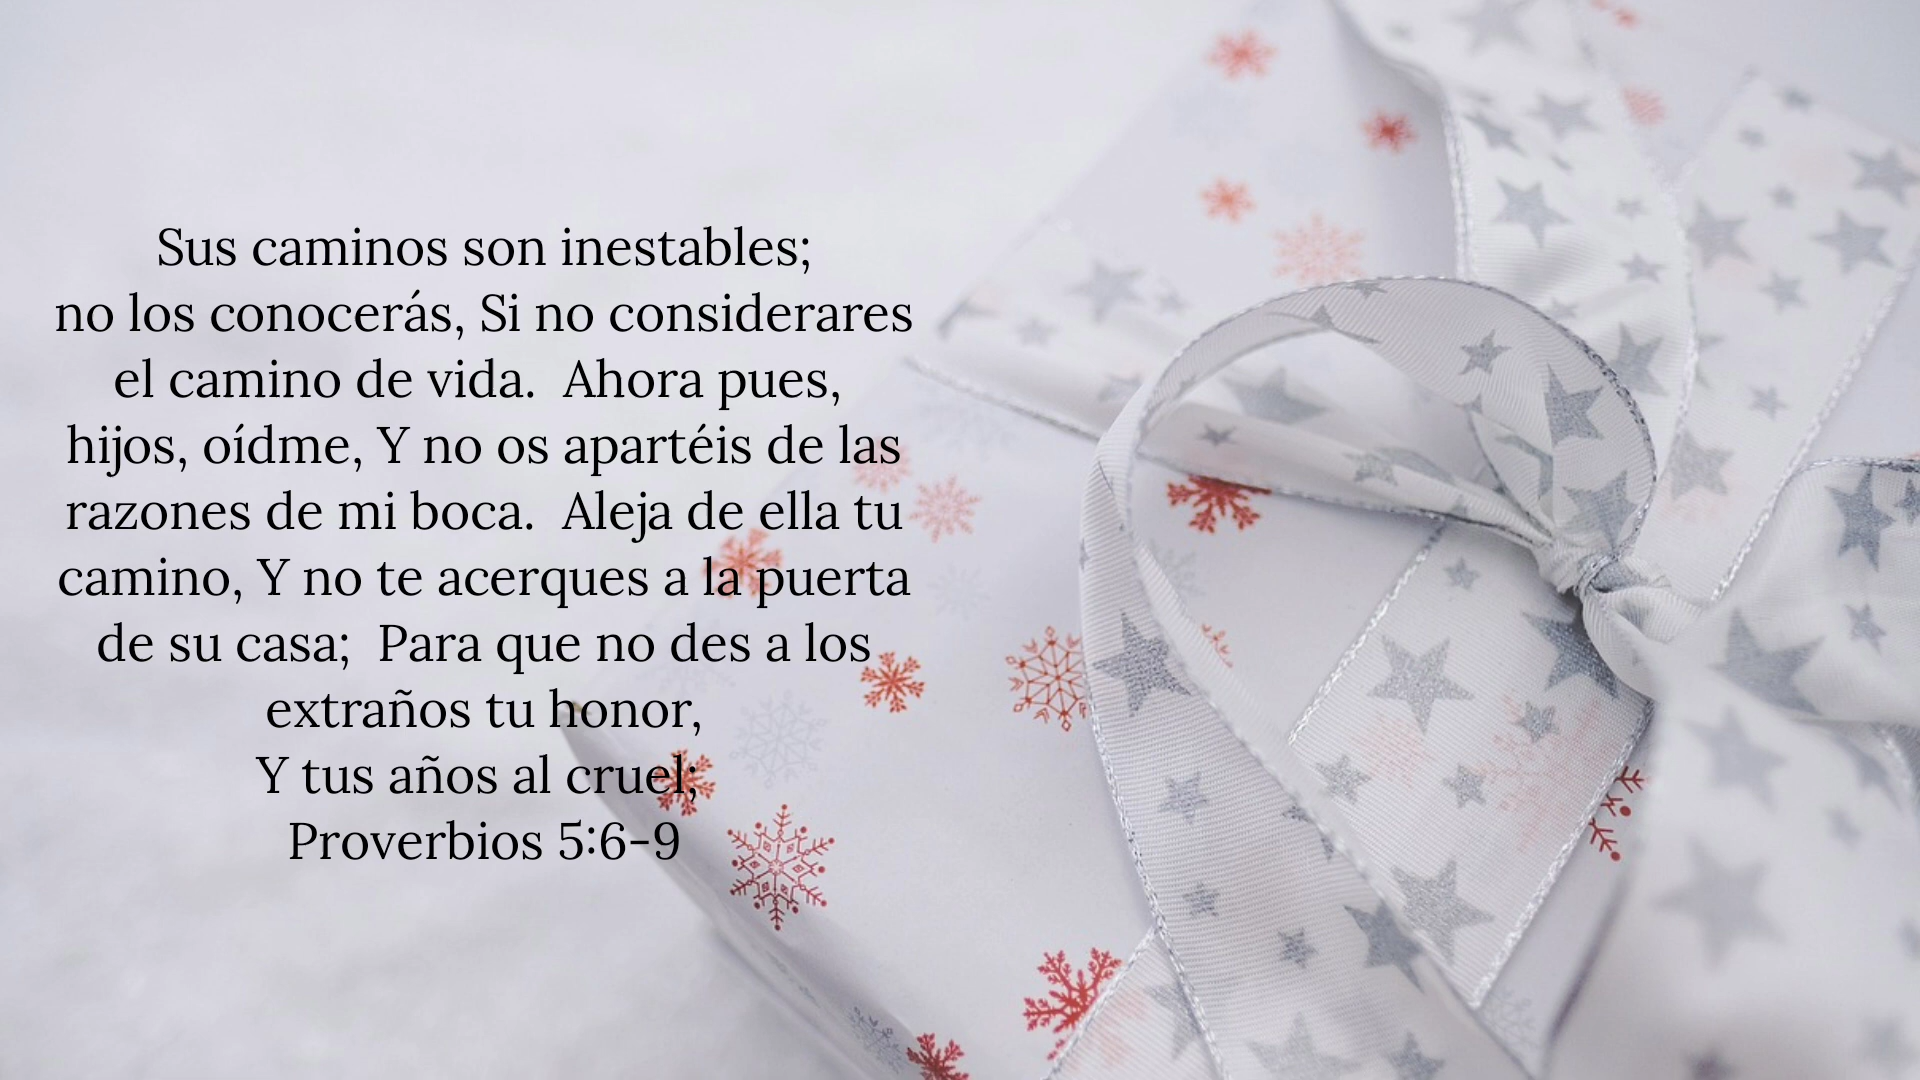 Sus caminos son inestables;
no los conocerás, Si no considerares
el camino de vida.  Ahora pues,
hijos, oídme, Y no os apartéis de las
razones de mi boca.  Aleja de ella tu
camino, Y no te acerques a la puerta
de su casa;  Para que no des a los
extraños tu honor,
Y tus años al cruel;
Proverbios 5:6-9